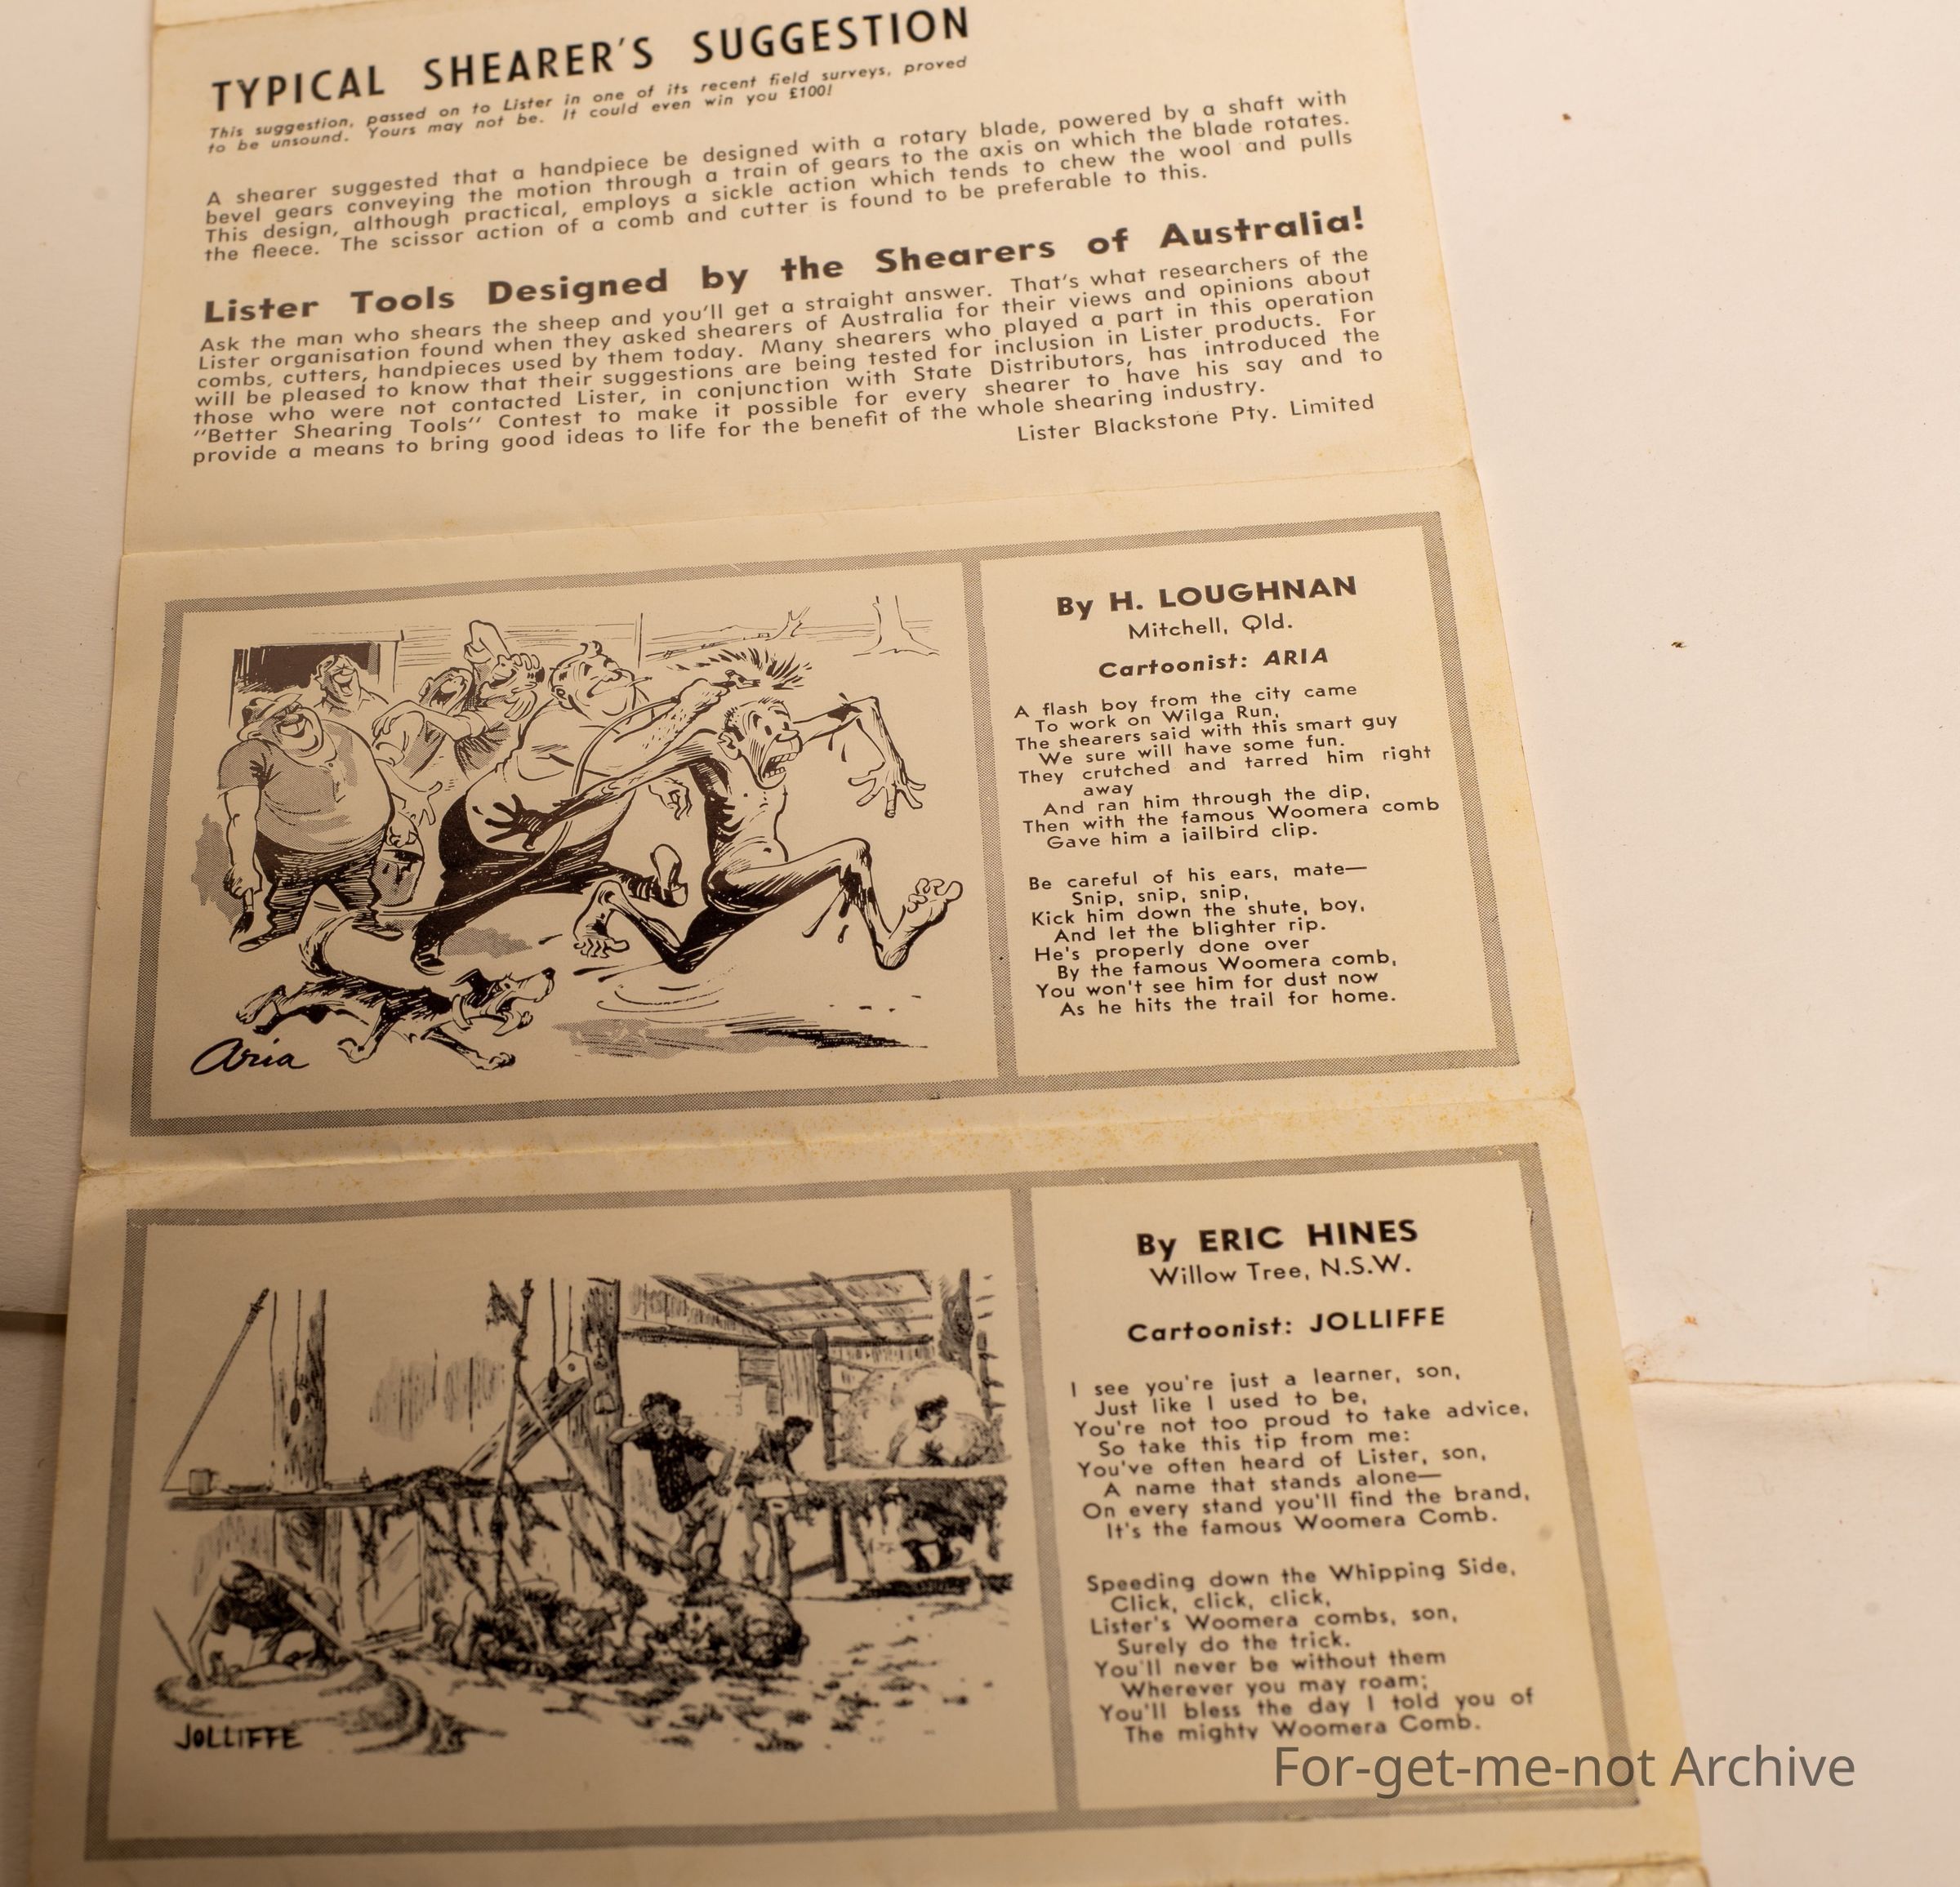 TYPICAL SHEARER'S SUGGESTION
This suggestion, passed on to Lister in one of its recent field surveys, proved
to be unsound. Yours may not be. It could even win you £100!
A shearer suggested that a handpiece be designed with a rotary blade, powered by a shaft with
bevel gears conveying the motion through a train of gears to the axis on which the blade rotates.
This design, although practical, employs a sickle action which tends to chew the wool and pulls
the fleece. The scissor action of a comb and cutter is found to be preferable to this.
Lister Tools Designed by the Shearers of Australia!
Ask the man who shears the sheep and you'll get a straight answer. That's what researchers of the
Lister organisation found when they asked shearers of Australia for their views and opinions about
combs, cutters, handpieces used by them today. Many shearers who played a part in this operation
will be pleased to know that their suggestions are being tested for inclusion in Lister products. For
those who were not contacted Lister, in conjunction with State Distributors, has introduced the
"Better Shearing Tools" Contest to make it possible for every shearer to have his say and to
provide a means to bring good ideas to life for the benefit of the whole shearing industry.
Lister Blackstone Pty. Limited
By H. LOUGHNAN
Mitchell, Qld.
Cartoonist: ARIA
A flash boy from the city came
To work on Wilga Run,
The shearers said with this smart guy
We sure will have some fun.
They crutched and tarred him right
away
And ran him through the dip,
Then with the famous Woomera comb
Gave him a jailbird clip.
Be careful of his ears, mate—
Snip, snip, snip,
Kick him down the shute, boy,
And let the blighter rip.
He's properly done over
By the famous Woomera comb,
You won't see him for dust now
As he hits the trail for home.
Aria
By ERIC HINES
Willow Tree, N.S.W.
Cartoonist: JOLLIFFE
I see you're just a learner, son,
Just like I used to be,
You're not too proud to take advice,
So take this tip from me:
You've often heard of Lister, son,
A name that stands alone—
On every stand you'll find the brand,
It's the famous Woomera Comb.
Speeding down the Whipping Side,
Click, click, click,
Lister's Woomera combs, son,
Surely do the trick.
You'll never be without them
Wherever you may roam;
You'll bless the day I told you of
The mighty Woomera Comb.
JOLLIFFE
For-get-me-not Archive